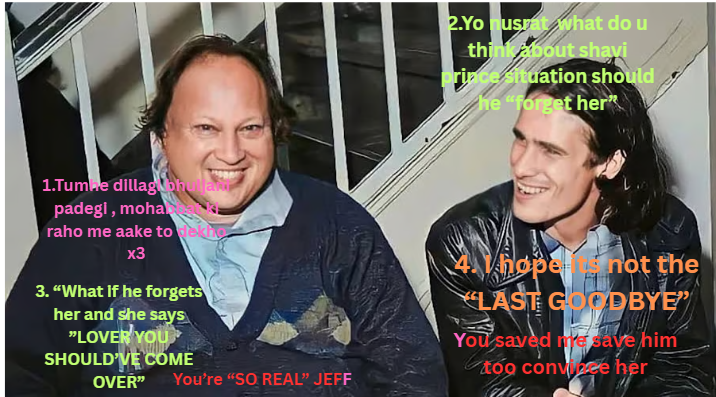 1.Tumhe dillagi bhuljani
padegi , mohabbat ki
raho me aake to dekho
x3
2.Yo nusrat what do u
think about shavi
prince situation should
he “forget her”
3. “What if he forgets
her and she says
”LOVER YOU
SHOULD’VE COME
OVER”
4. I hope its not the
“LAST GOODBYE”
You saved me save him
too convince her
You’re “SO REAL” JEFF